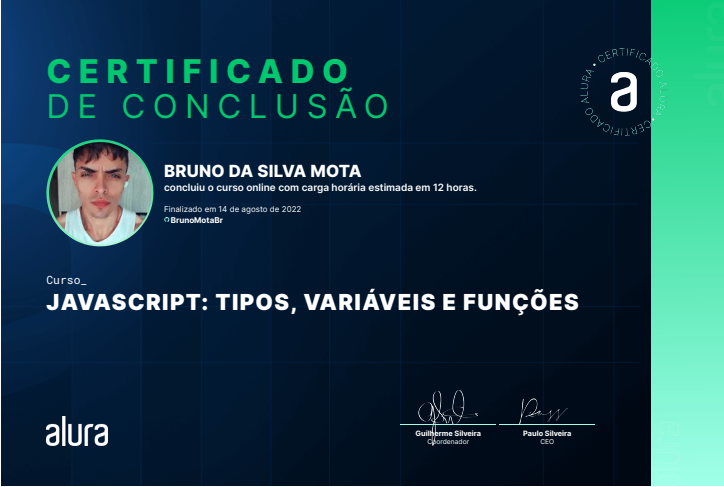 CERTIFICADO
DE CONCLUSÃO
CERTIFICADO ALURA • CERTIFICADO ALURA •
a
BRUNO DA SILVA MOTA
concluiu o curso online com carga horária estimada em 12 horas.
Finalizado em 14 de agosto de 2022
BrunoMotaBr
Curso_
JAVASCRIPT: TIPOS, VARIÁVEIS E FUNÇÕES
alura
Guilherme Silveira
Coordenador
Paulo Silveira
CEO